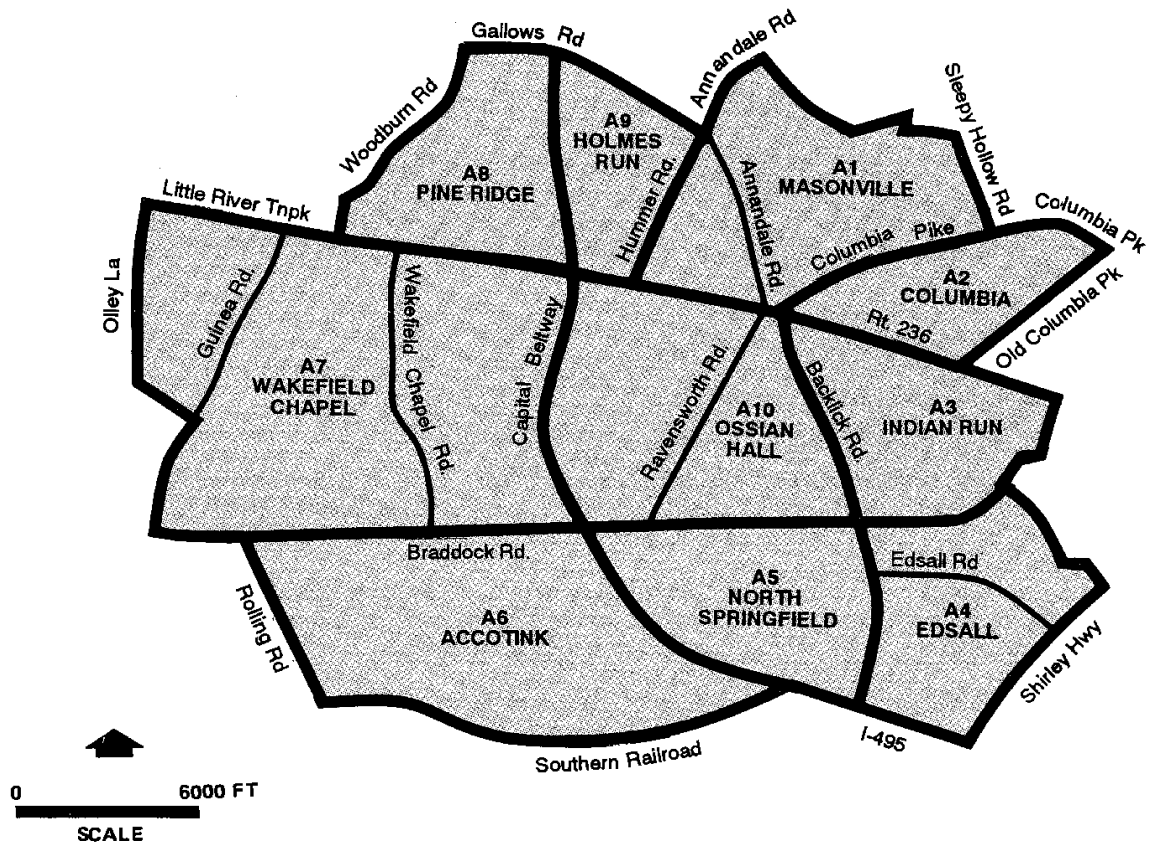 Gallows Rd
Annandale Rd
Woodburn Rd
Sleepy Hollow Rd
A9
HOLMES
RUN
A8
PINE RIDGE
A1
MASONVILLE
Hummer Rd.
Annandale Rd.
Little River Tnpk
Columbia Pike
Columbia Pk
Olley La
Guinea Rd.
Wakefield Chapel Rd.
Capital Beltway
A2
COLUMBIA
Rt. 236
Old Columbia Pk
A7
WAKEFIELD
CHAPEL
Ravensworth Rd.
A10
OSSIAN
HALL
Backlick Rd.
A3
INDIAN RUN
Braddock Rd.
Edsall Rd
Rolling Rd
A6
ACCOTINK
A5
NORTH
SPRINGFIELD
A4
EDSALL
Shirley Hwy
I-495
Southern Railroad
0 6000 FT
SCALE